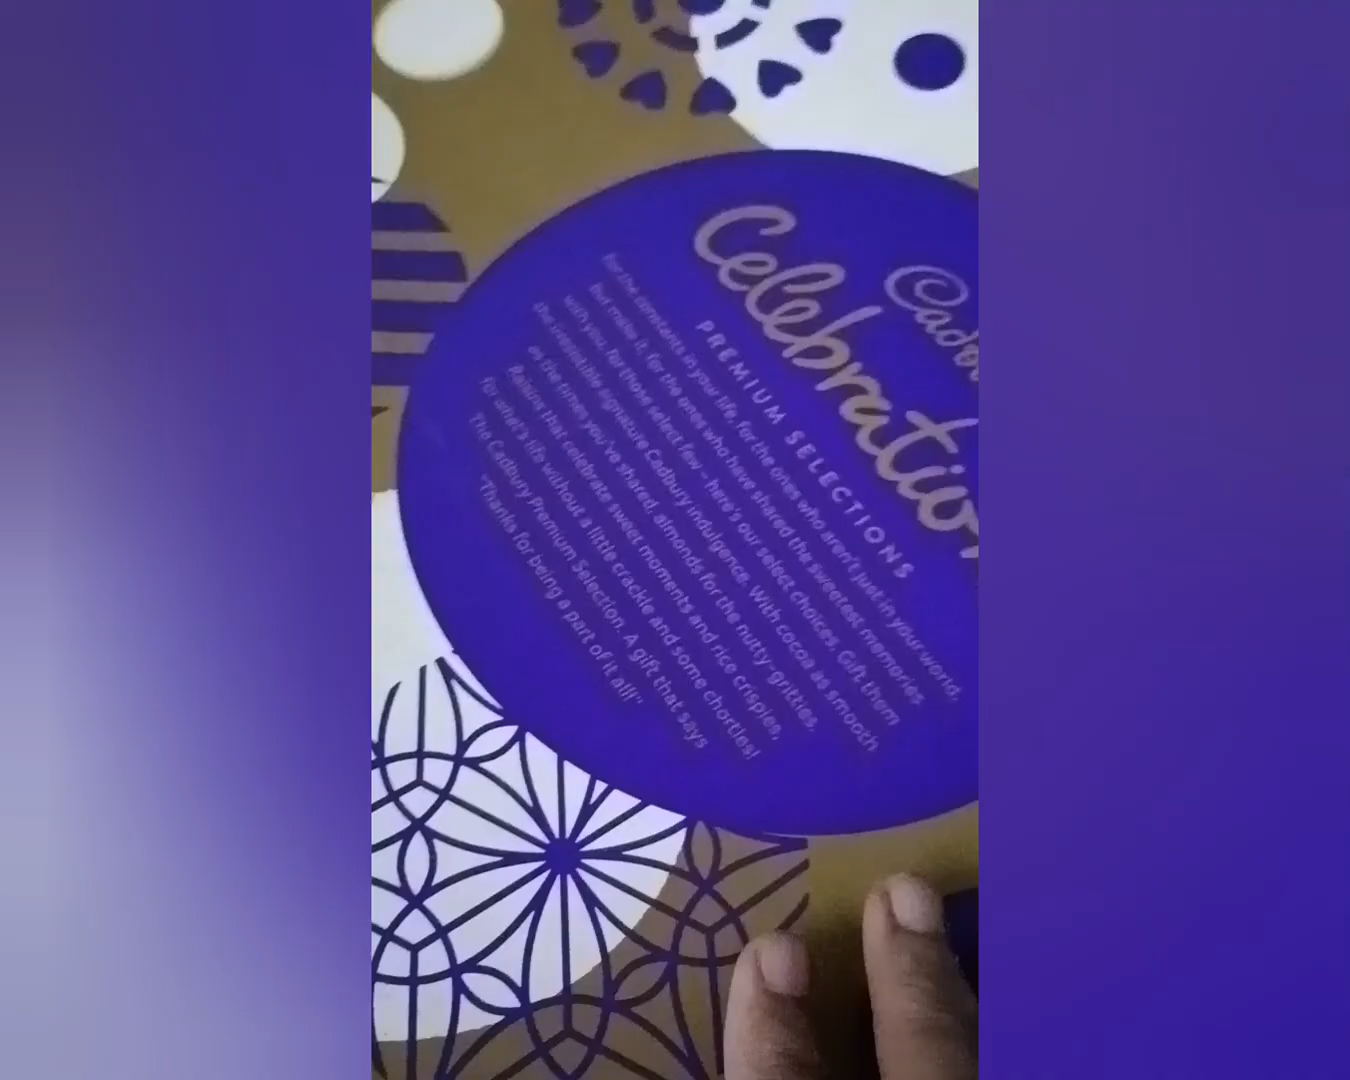 Cadbu
Celebration
PREMIUM SELECTIONS
for the constants in your life, for the ones who aren't just in your world,
but make it, for the ones who have shared the sweetest memories
with you, for those select few - here's our select choices. Gift them
the irresistible signature Cadbury indulgence. With cocoa as smooth
as the times you've shared, almonds for the nutty-gritties,
Raisins that celebrate sweet moments and rice crispies,
for what's life without a little crackle and some chortles!
The Cadbury Premium Selection. A gift that says
"Thanks for being a part of it all!"